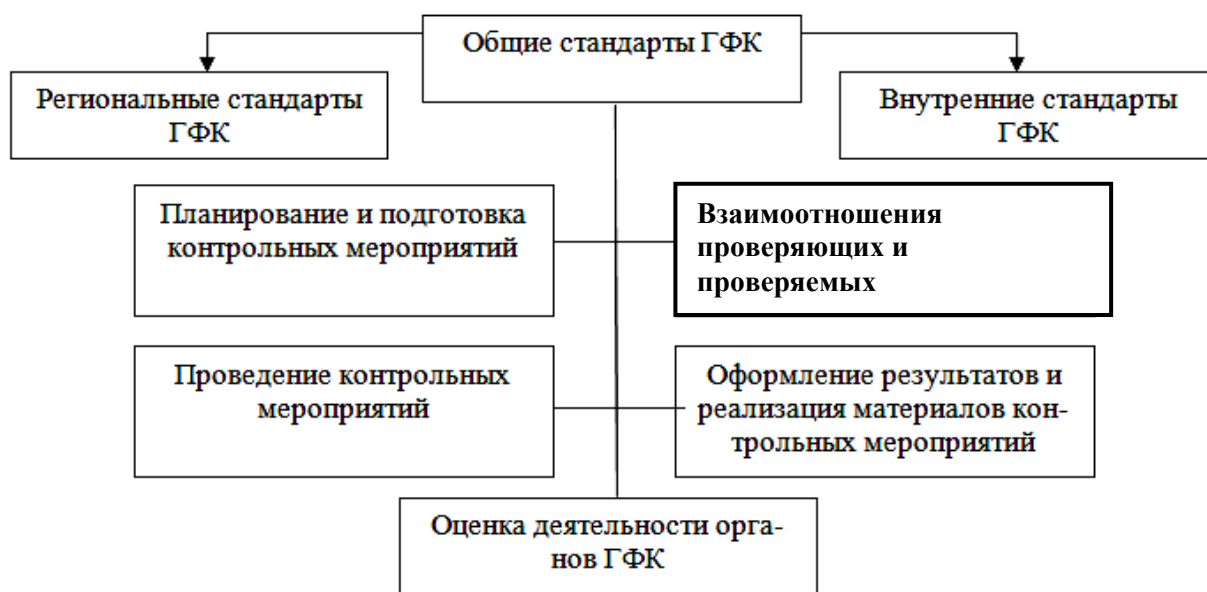 Общие стандарты ГФК
Региональные стандарты
ГФК
Внутренние стандарты
ГФК
Планирование и подготовка
контрольных мероприятий
Взаимоотношения
проверяющих и
проверяемых
Проведение контрольных
мероприятий
Оформление результатов и
реализация материалов кон-
трольных мероприятий
Оценка деятельности орга-
нов ГФК